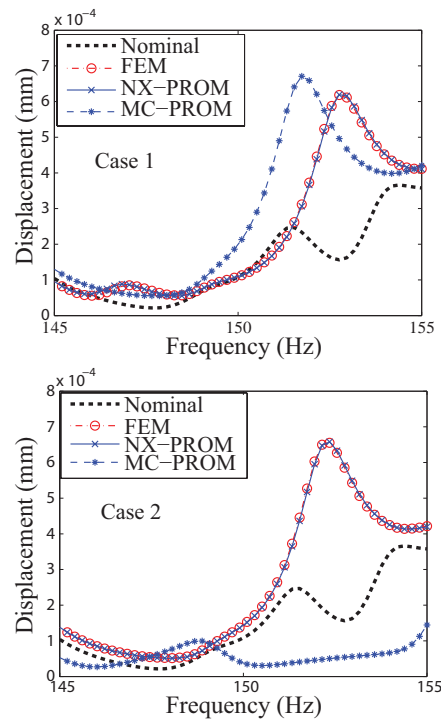 × 10⁻⁴
8
7
6
5
4
3
2
1
0
Displacement (mm)
Nominal
FEM
NX−PROM
MC−PROM
Case 1
145
150
155
Frequency (Hz)
× 10⁻⁴
8
7
6
5
4
3
2
1
0
Displacement (mm)
Nominal
FEM
NX−PROM
MC−PROM
Case 2
145
150
155
Frequency (Hz)